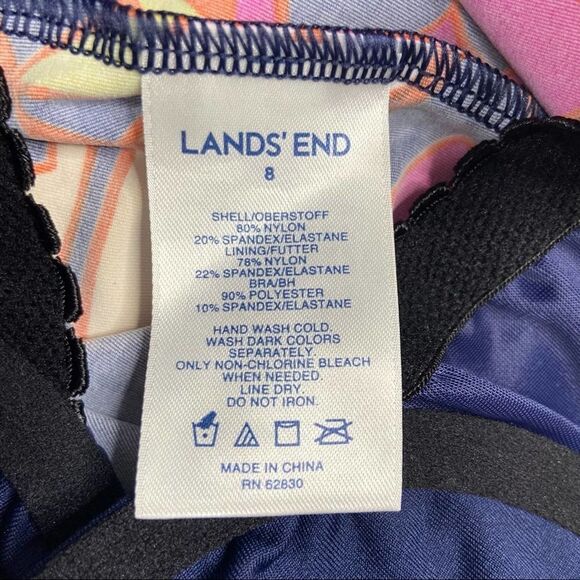 LANDS' END
8
SHELL/OBERSTOFF
80% NYLON
20% SPANDEX/ELASTANE
LINING/FUTTER
78% NYLON
22% SPANDEX/ELASTANE
BRA/BH
90% POLYESTER
10% SPANDEX/ELASTANE
HAND WASH COLD.
WASH DARK COLORS
SEPARATELY.
ONLY NON-CHLORINE BLEACH
WHEN NEEDED.
LINE DRY.
DO NOT IRON.
MADE IN CHINA
RN 62830